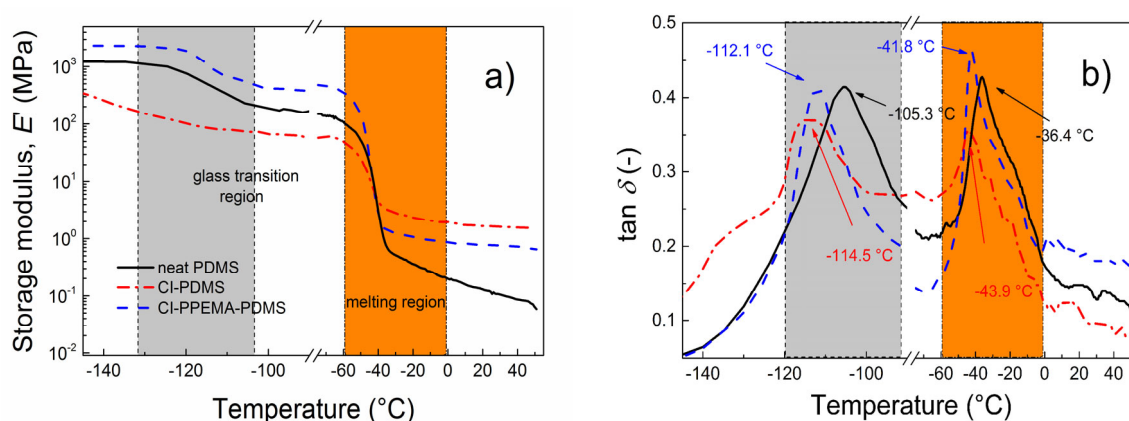 a)
Storage modulus, E' (MPa)
10³
10²
10¹
10⁰
10⁻¹
10⁻²
glass transition
region
neat PDMS
CI-PDMS
CI-PPEMA-PDMS
melting region
-140 -120 -100 -60 -40 -20 0 20 40
Temperature (°C)
b)
tan δ (-)
0.5
0.4
0.3
0.2
0.1
-112.1 °C
-41.8 °C
-105.3 °C
-36.4 °C
-114.5 °C
-43.9 °C
-140 -120 -100 -60 -40 -20 0 20 40
Temperature (°C)